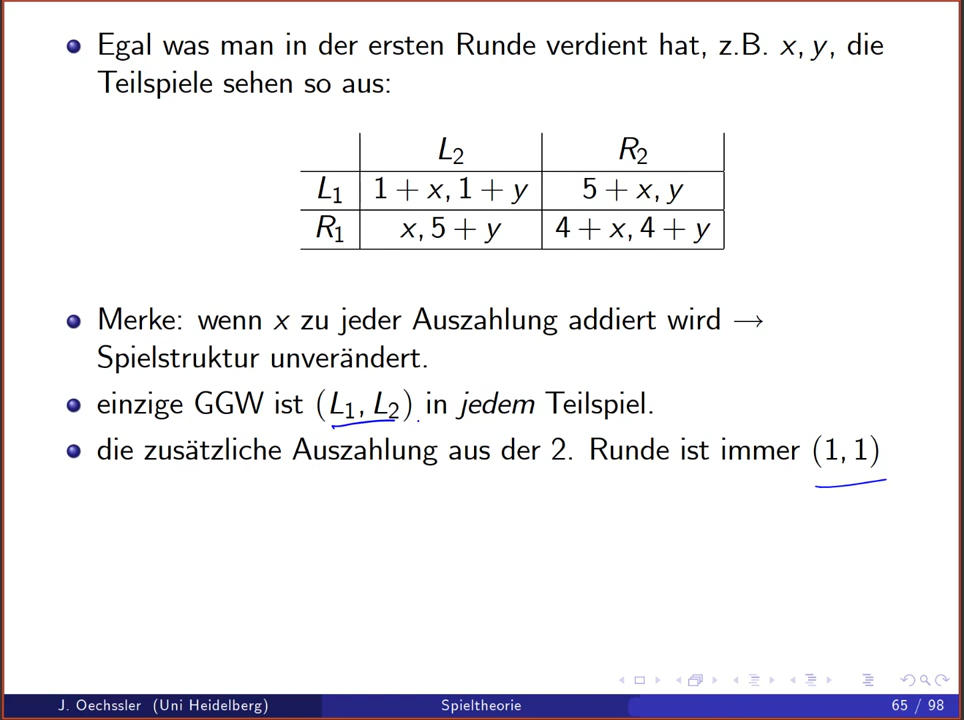 Egal was man in der ersten Runde verdient hat, z.B. x, y, die
Teilspiele sehen so aus:
L₂ R₂
L₁ 1 + x, 1 + y 5 + x, y
R₁ x, 5 + y 4 + x, 4 + y
Merke: wenn x zu jeder Auszahlung addiert wird →
Spielstruktur unverändert.
einzige GGW ist (L₁, L₂) in jedem Teilspiel.
die zusätzliche Auszahlung aus der 2. Runde ist immer (1, 1)
J. Oechssler (Uni Heidelberg) Spieltheorie 65 / 98